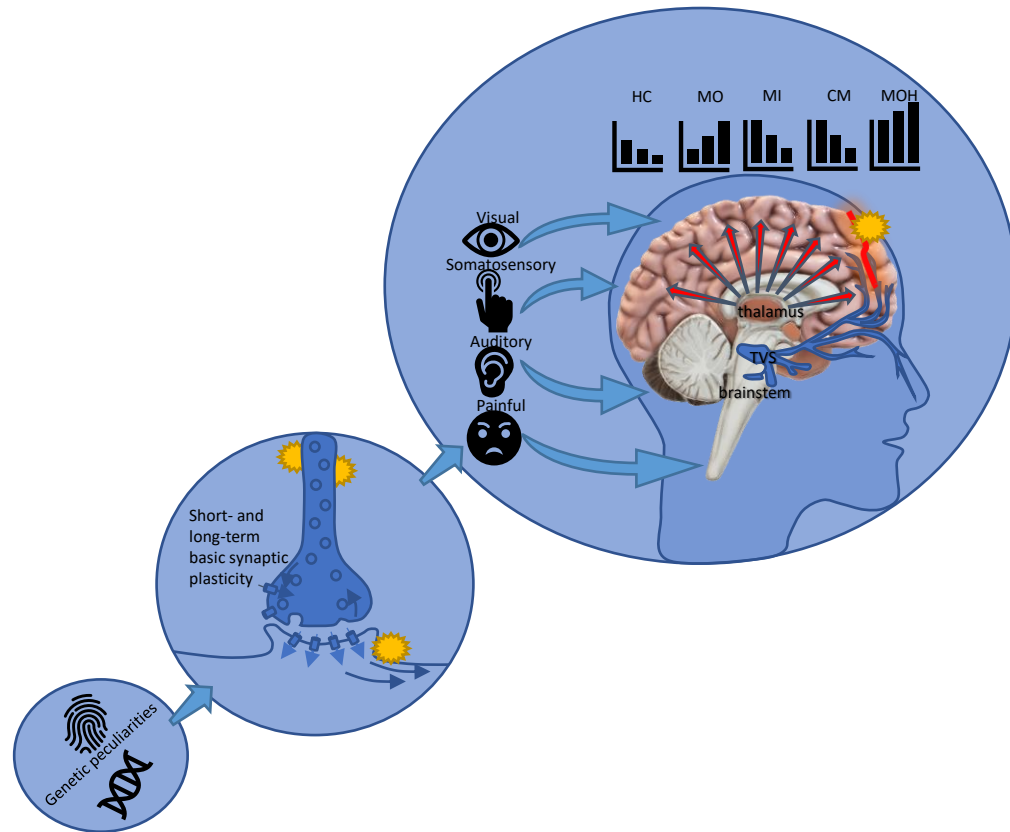 HC MO MI CM MOH
Visual
Somatosensory
Auditory
Painful
thalamus
TVS
brainstem
Short- and
long-term
basic synaptic
plasticity
Genetic peculiarities